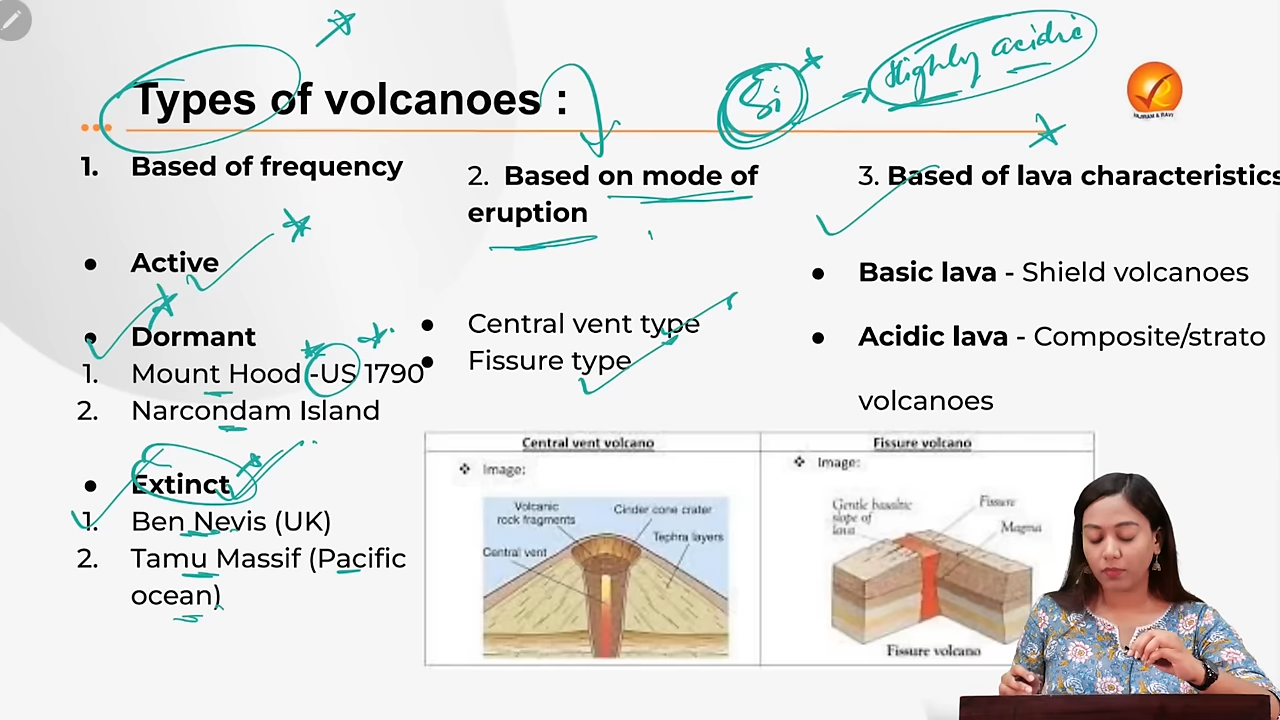 Si
Highly acidic
Types of volcanoes :
VAJIRAM & RAVI
1. Based of frequency
● Active
● Dormant
1. Mount Hood -US 1790
2. Narcondam Island
● Extinct
1. Ben Nevis (UK)
2. Tamu Massif (Pacific
ocean)
2. Based on mode of
eruption
● Central vent type
● Fissure type
3. Based of lava characteristics
● Basic lava - Shield volcanoes
● Acidic lava - Composite/strato
volcanoes
Central vent volcano
❖ Image:
Volcanic
rock fragments
Cinder cone crater
Central vent
Tephra layers
Fissure volcano
❖ Image:
Gentle basaltic
slope of
lava
Fissure
Magma
Fissure volcano